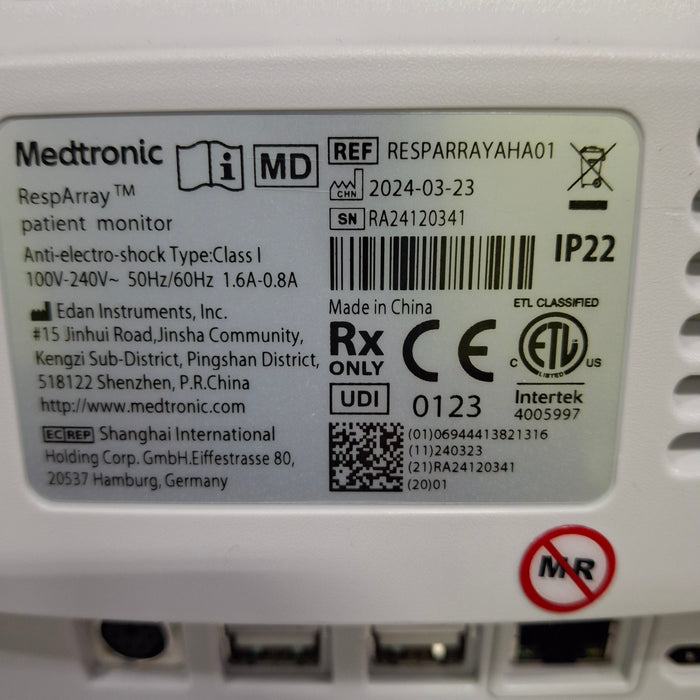 Medtronic
i
MD
RespArray™
patient monitor
Anti-electro-shock Type:Class I
100V-240V~ 50Hz/60Hz 1.6A-0.8A
Edan Instruments, Inc.
#15 Jinhui Road,Jinsha Community,
Kengzi Sub-District, Pingshan District,
518122 Shenzhen, P.R.China
http://www.medtronic.com
EC REP Shanghai International
Holding Corp. GmbH.Eiffestrasse 80,
20537 Hamburg, Germany
REF RESPARRAYAHA01
CHN 2024-03-23
SN RA24120341
IP22
Made in China
Rx
ONLY
CE
0123
ETL CLASSIFIED
C ETL US
LISTED
Intertek
4005997
UDI
(01)06944413821316
(11)240323
(21)RA24120341
(20)01
MR